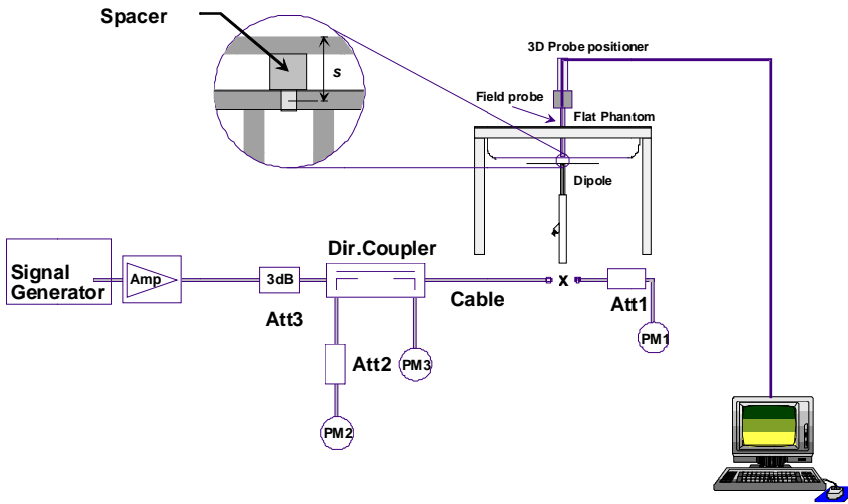 Spacer
s
3D Probe positioner
Field probe
Flat Phantom
Dipole
Signal
Generator
Amp
3dB
Att3
Dir.Coupler
Cable
x
Att1
PM1
Att2
PM3
PM2